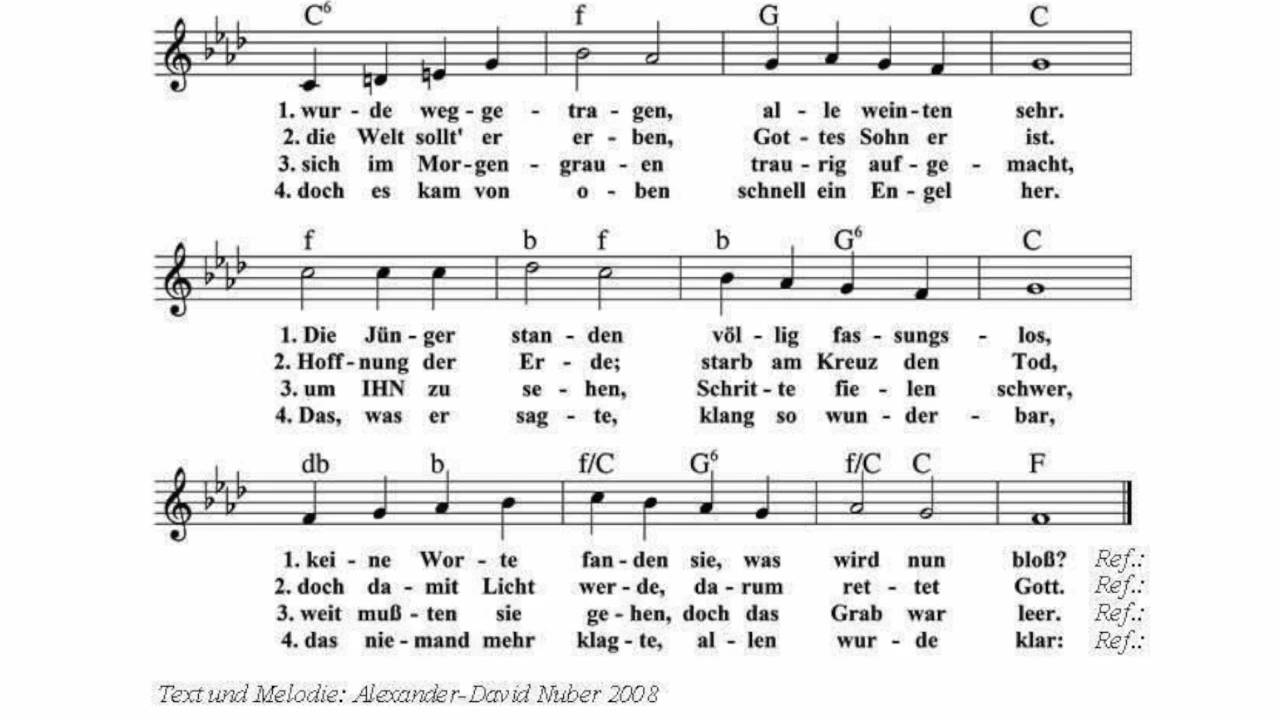 C6 f G C
1. wur - de weg - ge - tra - gen, al - le wein - ten sehr.
2. die Welt sollt' er er - ben, Got - tes Sohn er ist.
3. sich im Mor - gen - grau - en trau - rig auf - ge - macht,
4. doch es kam von o - ben schnell ein En - gel her.
f b f b G6 C
1. Die Jün - ger stan - den völ - lig fas - sungs - los,
2. Hoff - nung der Er - de; starb am Kreuz den Tod,
3. um IHN zu se - hen, Schrit - te fie - len schwer,
4. Das, was er sag - te, klang so wun - der - bar,
db b f/C G6 f/C C F
1. kei - ne Wor - te fan - den sie, was wird nun bloß? Ref.:
2. doch da - mit Licht wer - de, da - rum ret - tet Gott. Ref.:
3. weit muß - ten sie ge - hen, doch das Grab war leer. Ref.:
4. das nie - mand mehr klag - te, al - len wur - de klar: Ref.:
Text und Melodie: Alexander-David Nuber 2008